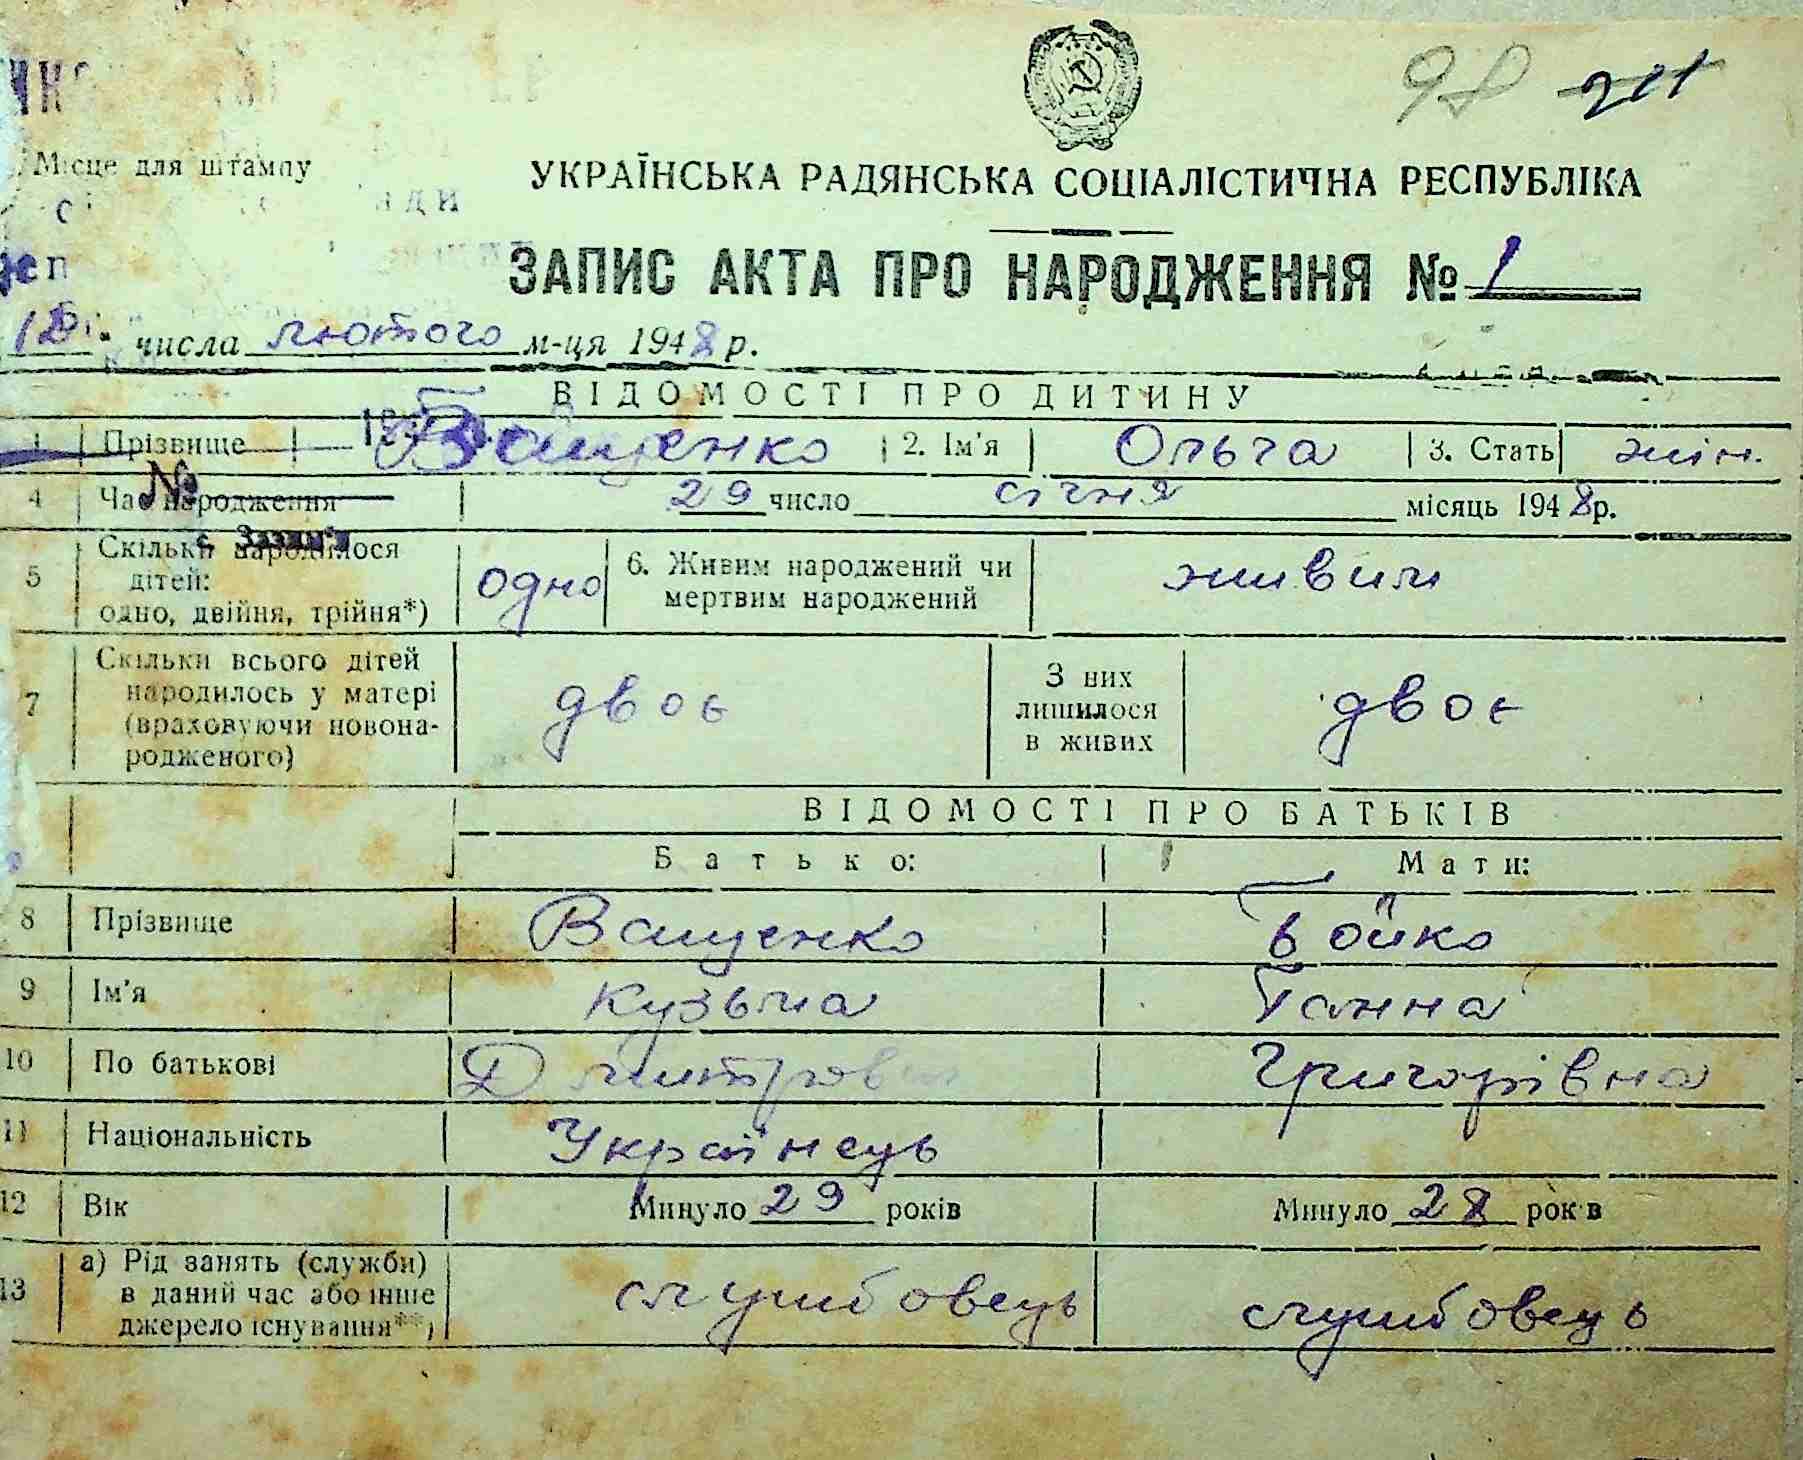 98 211
Місце для штампу
УКРАЇНСЬКА РАДЯНСЬКА СОЦІАЛІСТИЧНА РЕСПУБЛІКА
ЗАПИС АКТА ПРО НАРОДЖЕННЯ № 1
числа лютого м-ця 1948 р.
ВІДОМОСТІ ПРО ДИТИНУ
1 Прізвище Ващенко 2. Ім'я Ольга 3. Стать жін.
4 Час народження 29 число січня місяць 1948 р.
№
с. Зазим'я
5 Скільки народилося дітей: одно, двійня, трійня*) одно 6. Живим народжений чи мертвим народжений живим
7 Скільки всього дітей народилось у матері (враховуючи новонародженого) двоє З них лишилося в живих двоє
ВІДОМОСТІ ПРО БАТЬКІВ
Батько: Мати:
8 Прізвище Ващенко Бойко
9 Ім'я Кузьма Ганна
10 По батькові Дмитрович Григорівна
11 Національність Українець
12 Вік Минуло 29 років Минуло 28 років
13 а) Рід занять (служби) в даний час або інше джерело існування**) службовець службовець